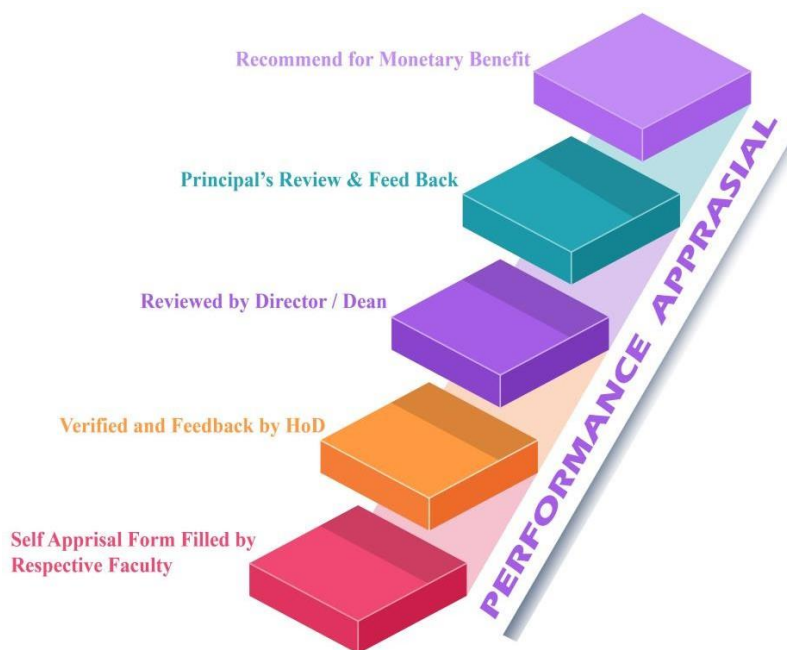 Recommend for Monetary Benefit
Principal's Review & Feed Back
Reviewed by Director / Dean
Verified and Feedback by HoD
Self Apprisal Form Filled by
Respective Faculty
PERFORMANCE APPRASIAL